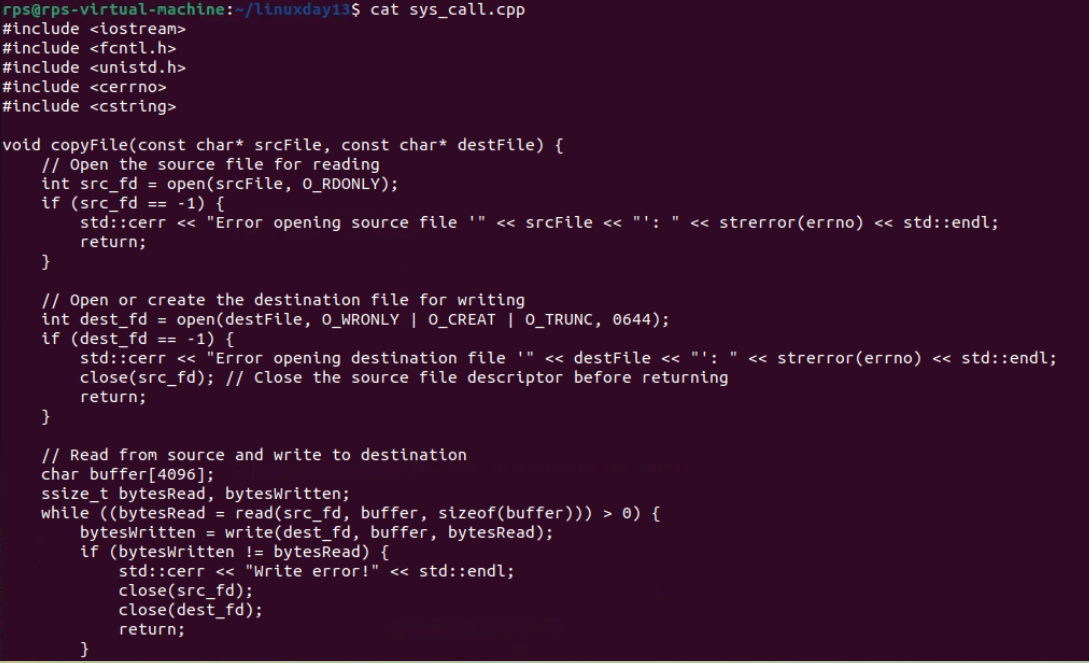 rps@rps-virtual-machine:~/linuxday13$ cat sys_call.cpp
#include <iostream>
#include <fcntl.h>
#include <unistd.h>
#include <cerrno>
#include <cstring>

void copyFile(const char* srcFile, const char* destFile) {
    // Open the source file for reading
    int src_fd = open(srcFile, O_RDONLY);
    if (src_fd == -1) {
        std::cerr << "Error opening source file '" << srcFile << "': " << strerror(errno) << std::endl;
        return;
    }

    // Open or create the destination file for writing
    int dest_fd = open(destFile, O_WRONLY | O_CREAT | O_TRUNC, 0644);
    if (dest_fd == -1) {
        std::cerr << "Error opening destination file '" << destFile << "': " << strerror(errno) << std::endl;
        close(src_fd); // Close the source file descriptor before returning
        return;
    }

    // Read from source and write to destination
    char buffer[4096];
    ssize_t bytesRead, bytesWritten;
    while ((bytesRead = read(src_fd, buffer, sizeof(buffer))) > 0) {
        bytesWritten = write(dest_fd, buffer, bytesRead);
        if (bytesWritten != bytesRead) {
            std::cerr << "Write error!" << std::endl;
            close(src_fd);
            close(dest_fd);
            return;
        }